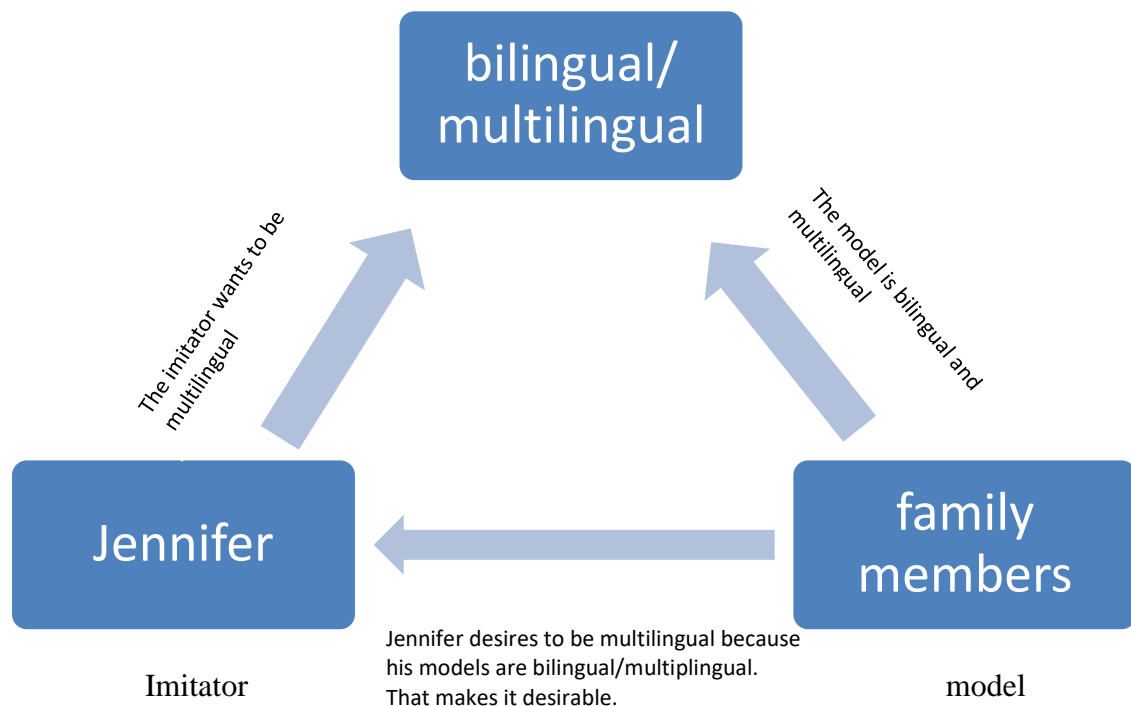 bilingual/
multilingual
The imitator wants to be
multilingual
The model is bilingual and
multilingual
Jennifer
family
members
Jennifer desires to be multilingual because
his models are bilingual/multiplingual.
That makes it desirable.
Imitator
model